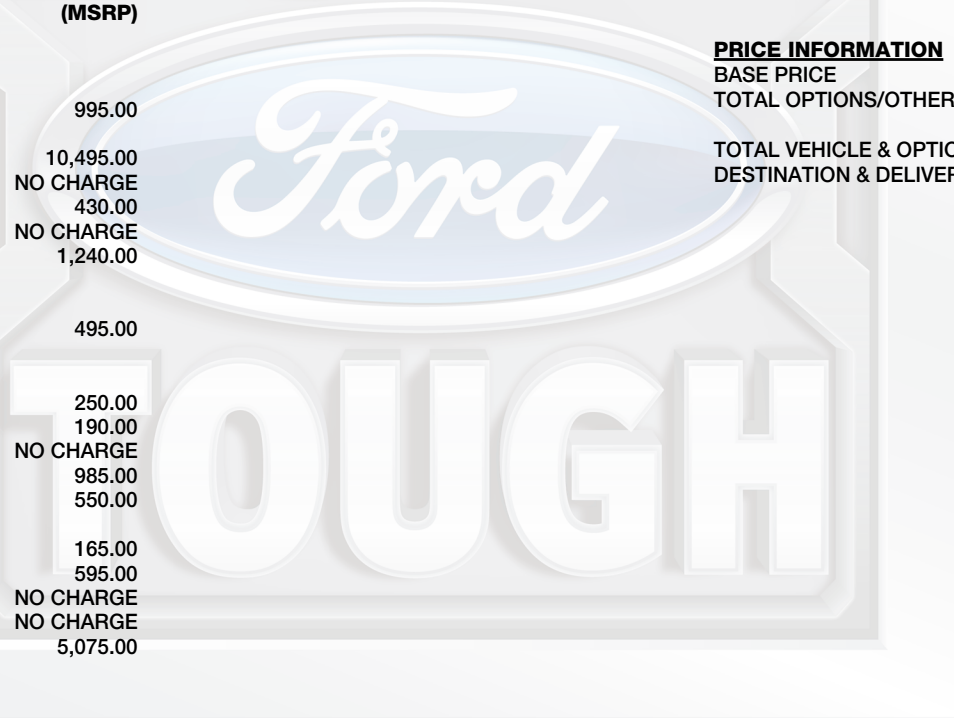 (MSRP)
995.00
10,495.00
NO CHARGE
430.00
NO CHARGE
1,240.00
495.00
250.00
190.00
NO CHARGE
985.00
550.00
165.00
595.00
NO CHARGE
NO CHARGE
5,075.00
PRICE INFORMATION
BASE PRICE
TOTAL OPTIONS/OTHER
TOTAL VEHICLE & OPTIO
DESTINATION & DELIVER
Ford
TOUGH